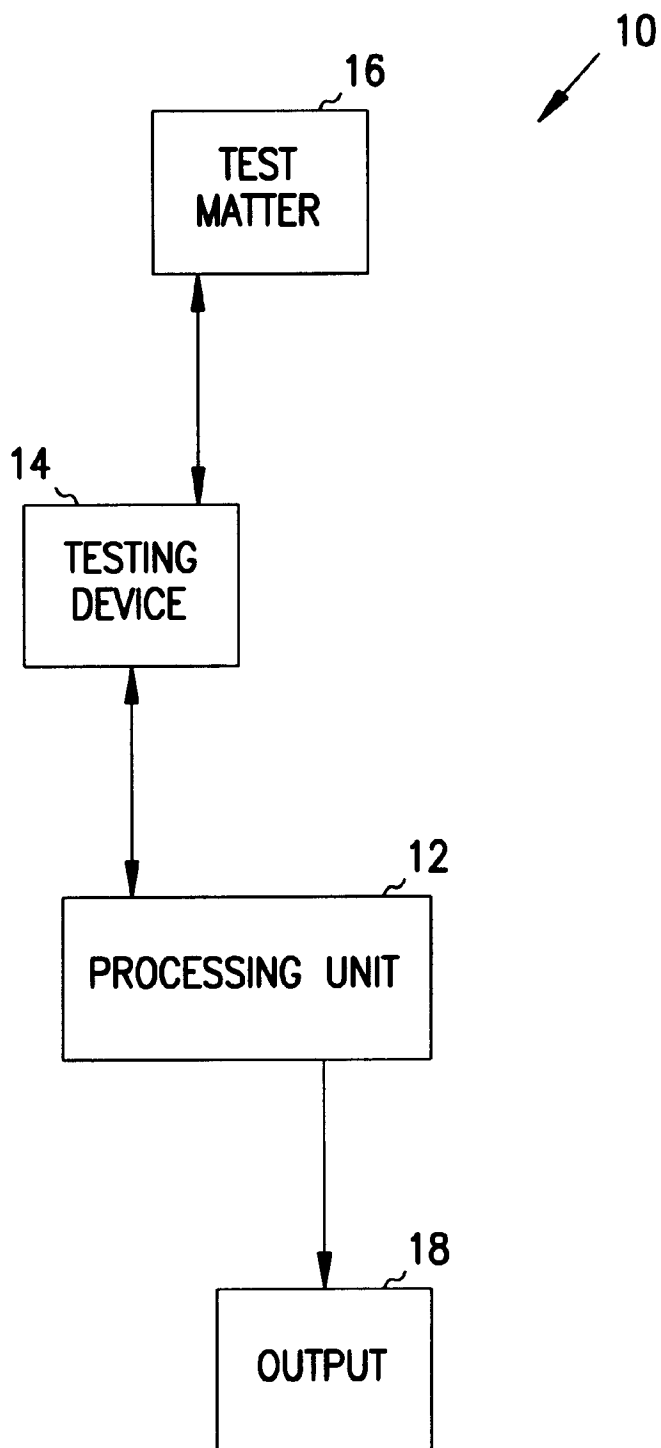 10
16
TEST
MATTER
14
TESTING
DEVICE
12
PROCESSING UNIT
18
OUTPUT